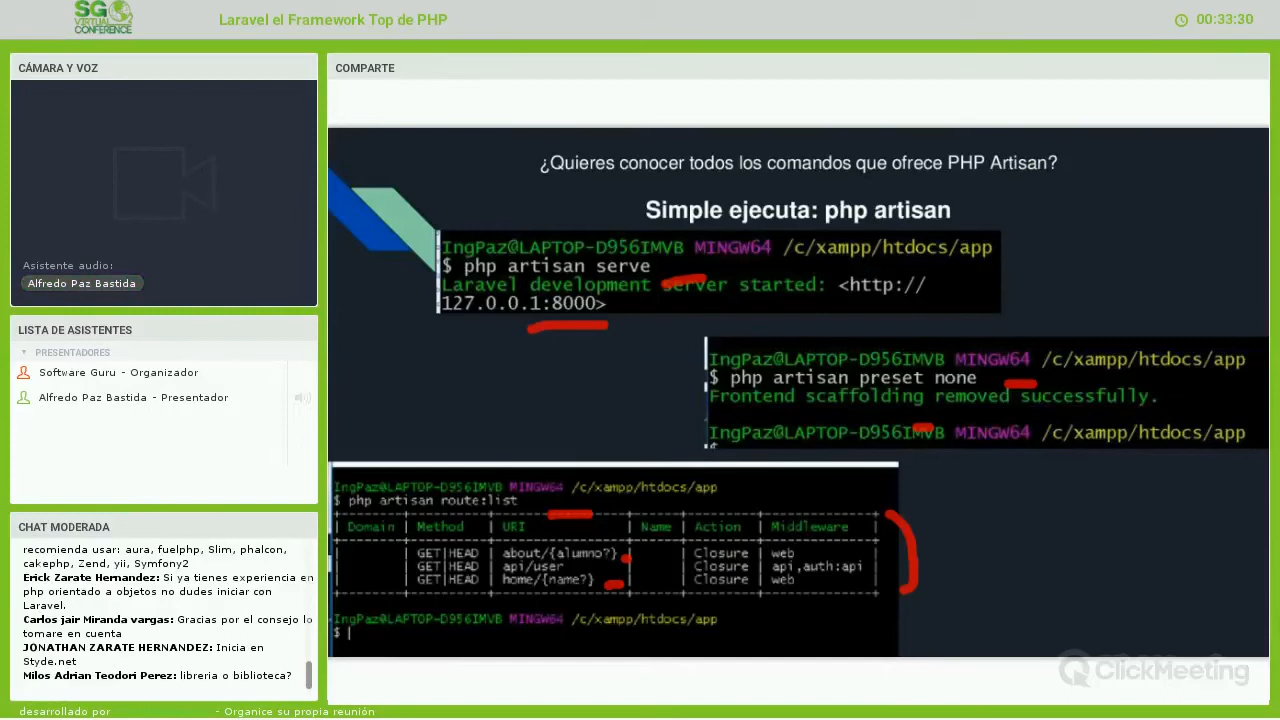 SG
VIRTUAL
CONFERENCE
Laravel el Framework Top de PHP
00:33:30
CÁMARA Y VOZ
Asistente audio:
Alfredo Paz Bastida
LISTA DE ASISTENTES
PRESENTADORES
Software Guru - Organizador
Alfredo Paz Bastida - Presentador
CHAT MODERADA
recomienda usar: aura, fuelphp, Slim, phalcon,
cakephp, Zend, yii, Symfony2
Erick Zarate Hernandez: Si ya tienes experiencia en
php orientado a objetos no dudes iniciar con
Laravel.
Carlos jair Miranda vargas: Gracias por el consejo lo
tomare en cuenta
JONATHAN ZARATE HERNANDEZ: Inicia en
Styde.net
Milos Adrian Teodori Perez: libreria o biblioteca?
COMPARTE
¿Quieres conocer todos los comandos que ofrece PHP Artisan?
Simple ejecuta: php artisan
IngPaz@LAPTOP-D956IMVB MINGW64 /c/xampp/htdocs/app
$ php artisan serve
Laravel development server started: <http://
127.0.0.1:8000>
IngPaz@LAPTOP-D956IMVB MINGW64 /c/xampp/htdocs/app
$ php artisan preset none
Frontend scaffolding removed successfully.
IngPaz@LAPTOP-D956IMVB MINGW64 /c/xampp/htdocs/app
IngPaz@LAPTOP-D956IMVB MINGW64 /c/xampp/htdocs/app
$ php artisan route:list
| Domain | Method | URI | Name | Action | Middleware |
| | GET|HEAD | about/{alumno?} | | Closure | web |
| | GET|HEAD | api/user | | Closure | api,auth:api |
| | GET|HEAD | home/{name?} | | Closure | web |
IngPaz@LAPTOP-D956IMVB MINGW64 /c/xampp/htdocs/app
$
ClickMeeting
desarrollado por - Organice su propia reunión